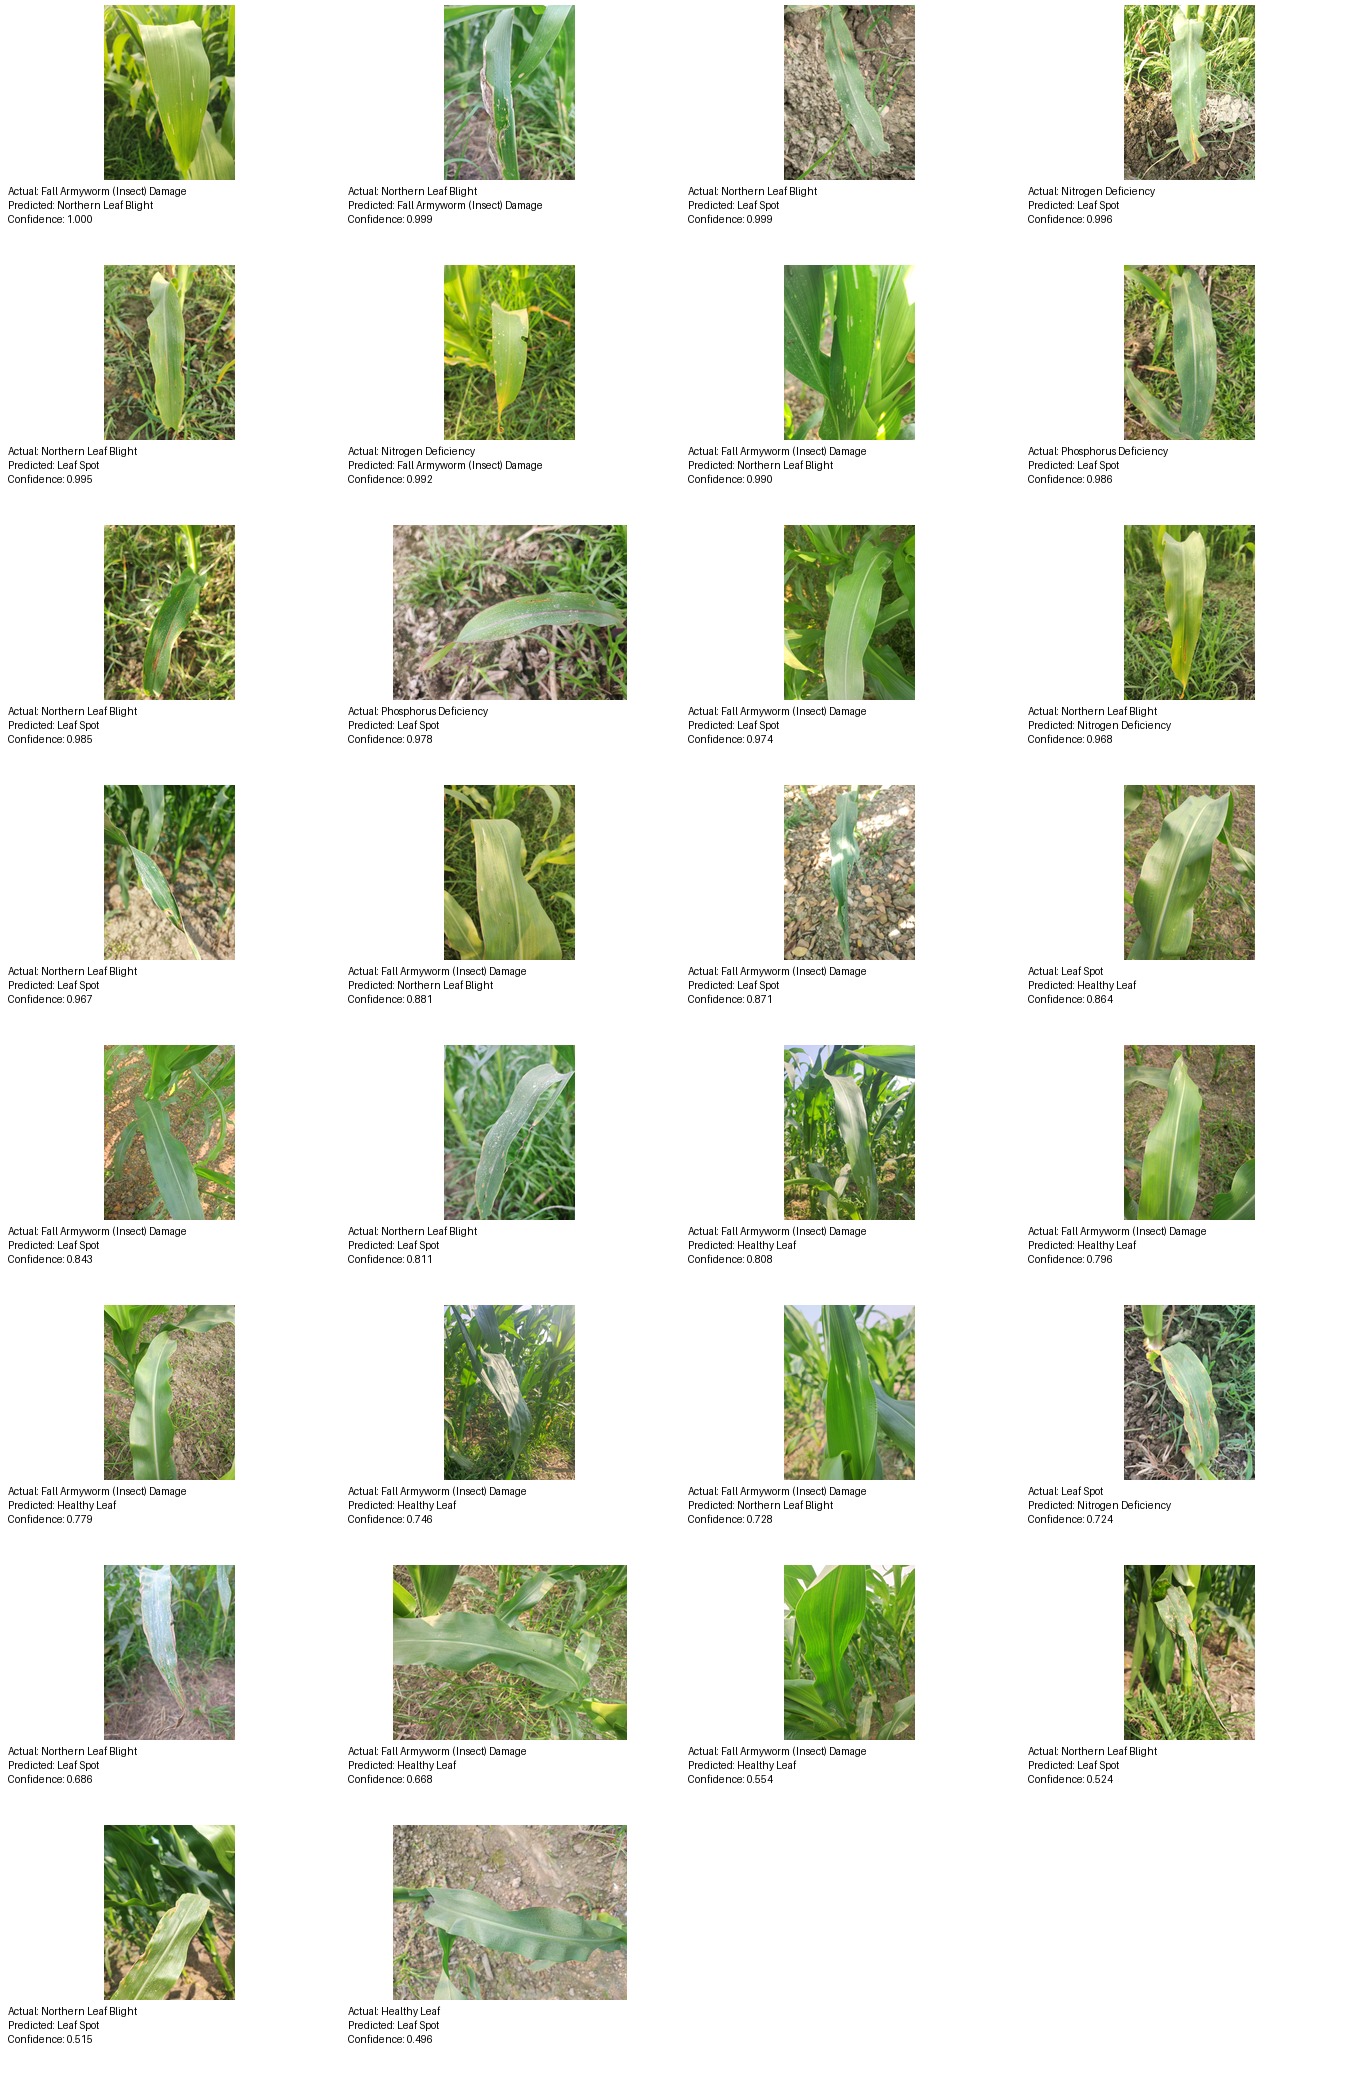 Actual: Fall Armyworm (Insect) Damage
Predicted: Northern Leaf Blight
Confidence: 1.000
Actual: Northern Leaf Blight
Predicted: Fall Armyworm (Insect) Damage
Confidence: 0.999
Actual: Northern Leaf Blight
Predicted: Leaf Spot
Confidence: 0.999
Actual: Nitrogen Deficiency
Predicted: Leaf Spot
Confidence: 0.996
Actual: Northern Leaf Blight
Predicted: Leaf Spot
Confidence: 0.995
Actual: Nitrogen Deficiency
Predicted: Fall Armyworm (Insect) Damage
Confidence: 0.992
Actual: Fall Armyworm (Insect) Damage
Predicted: Northern Leaf Blight
Confidence: 0.990
Actual: Phosphorus Deficiency
Predicted: Leaf Spot
Confidence: 0.986
Actual: Northern Leaf Blight
Predicted: Leaf Spot
Confidence: 0.985
Actual: Phosphorus Deficiency
Predicted: Leaf Spot
Confidence: 0.978
Actual: Fall Armyworm (Insect) Damage
Predicted: Leaf Spot
Confidence: 0.974
Actual: Northern Leaf Blight
Predicted: Nitrogen Deficiency
Confidence: 0.968
Actual: Northern Leaf Blight
Predicted: Leaf Spot
Confidence: 0.967
Actual: Fall Armyworm (Insect) Damage
Predicted: Northern Leaf Blight
Confidence: 0.881
Actual: Fall Armyworm (Insect) Damage
Predicted: Leaf Spot
Confidence: 0.871
Actual: Leaf Spot
Predicted: Healthy Leaf
Confidence: 0.864
Actual: Fall Armyworm (Insect) Damage
Predicted: Leaf Spot
Confidence: 0.843
Actual: Northern Leaf Blight
Predicted: Leaf Spot
Confidence: 0.811
Actual: Fall Armyworm (Insect) Damage
Predicted: Healthy Leaf
Confidence: 0.808
Actual: Fall Armyworm (Insect) Damage
Predicted: Healthy Leaf
Confidence: 0.796
Actual: Fall Armyworm (Insect) Damage
Predicted: Healthy Leaf
Confidence: 0.779
Actual: Fall Armyworm (Insect) Damage
Predicted: Healthy Leaf
Confidence: 0.746
Actual: Fall Armyworm (Insect) Damage
Predicted: Northern Leaf Blight
Confidence: 0.728
Actual: Leaf Spot
Predicted: Nitrogen Deficiency
Confidence: 0.724
Actual: Northern Leaf Blight
Predicted: Leaf Spot
Confidence: 0.686
Actual: Fall Armyworm (Insect) Damage
Predicted: Healthy Leaf
Confidence: 0.668
Actual: Fall Armyworm (Insect) Damage
Predicted: Healthy Leaf
Confidence: 0.554
Actual: Northern Leaf Blight
Predicted: Leaf Spot
Confidence: 0.524
Actual: Northern Leaf Blight
Predicted: Leaf Spot
Confidence: 0.515
Actual: Healthy Leaf
Predicted: Leaf Spot
Confidence: 0.496